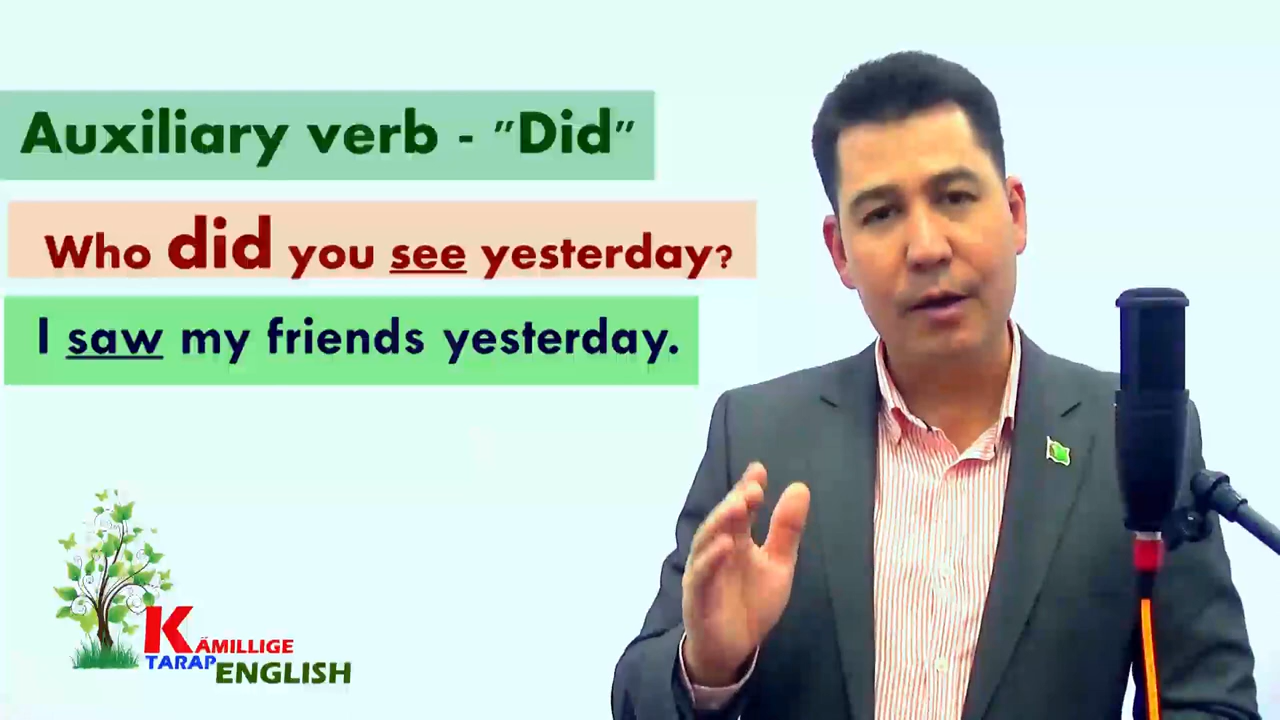 Auxiliary verb - "Did"
Who did you see yesterday?
I saw my friends yesterday.
KÄMILLIGE
TARAP ENGLISH